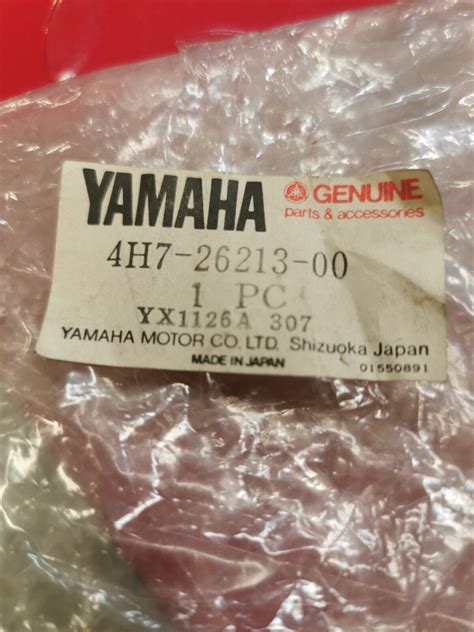 YAMAHA GENUINE
parts & accessories
4H7-26213-00
1 PC
YX1126A 307
YAMAHA MOTOR CO., LTD. Shizuoka Japan
MADE IN JAPAN
01550891